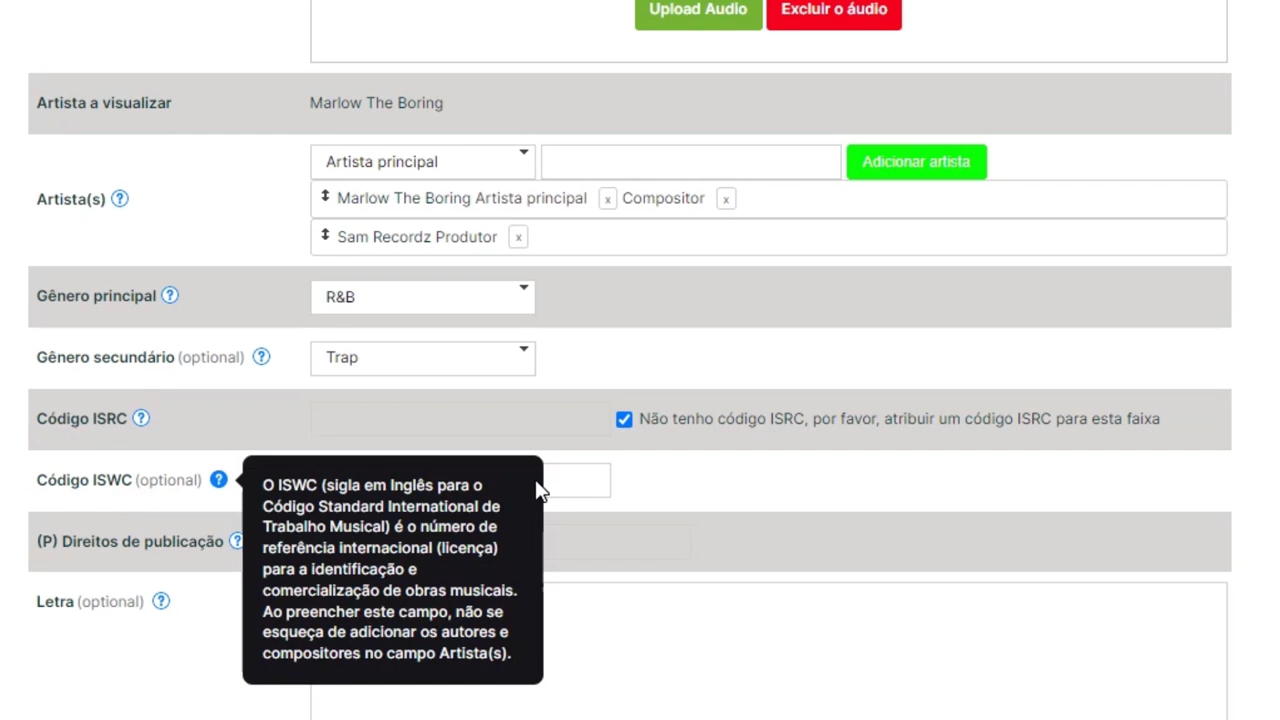 Upload Audio Excluir o áudio
Artista a visualizar Marlow The Boring
Artista principal Adicionar artista
Artista(s) ?
Marlow The Boring Artista principal x Compositor x
Sam Recordz Produtor x
Gênero principal ? R&B
Gênero secundário (optional) ? Trap
Código ISRC ? Não tenho código ISRC, por favor, atribuir um código ISRC para esta faixa
Código ISWC (optional) ?
O ISWC (sigla em Inglês para o
Código Standard International de
Trabalho Musical) é o número de
referência internacional (licença)
para a identificação e
comercialização de obras musicais.
Ao preencher este campo, não se
esqueça de adicionar os autores e
compositores no campo Artista(s).
(P) Direitos de publicação ?
Letra (optional) ?